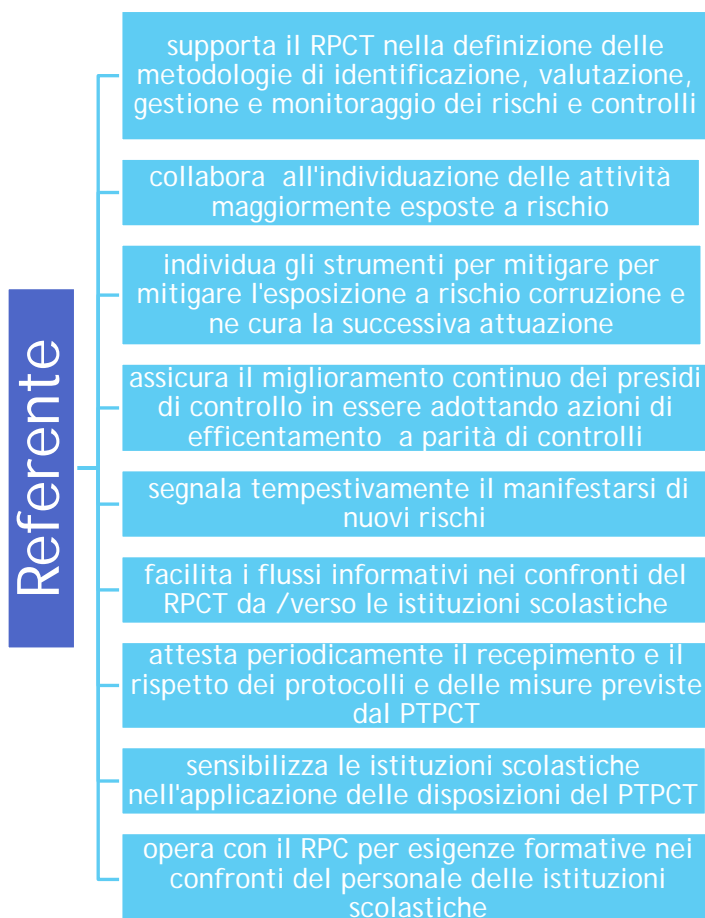 Referente
supporta il RPCT nella definizione delle
metodologie di identificazione, valutazione,
gestione e monitoraggio dei rischi e controlli
collabora all'individuazione delle attività
maggiormente esposte a rischio
individua gli strumenti per mitigare per
mitigare l'esposizione a rischio corruzione e
ne cura la successiva attuazione
assicura il miglioramento continuo dei presidi
di controllo in essere adottando azioni di
efficentamento a parità di controlli
segnala tempestivamente il manifestarsi di
nuovi rischi
facilita i flussi informativi nei confronti del
RPCT da /verso le istituzioni scolastiche
attesta periodicamente il recepimento e il
rispetto dei protocolli e delle misure previste
dal PTPCT
sensibilizza le istituzioni scolastiche
nell'applicazione delle disposizioni del PTPCT
opera con il RPC per esigenze formative nei
confronti del personale delle istituzioni
scolastiche